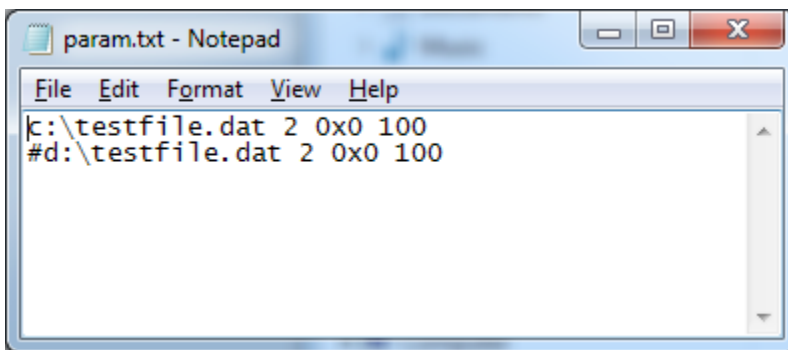 param.txt - Notepad
File Edit Format View Help
c:\testfile.dat 2 0x0 100
#d:\testfile.dat 2 0x0 100